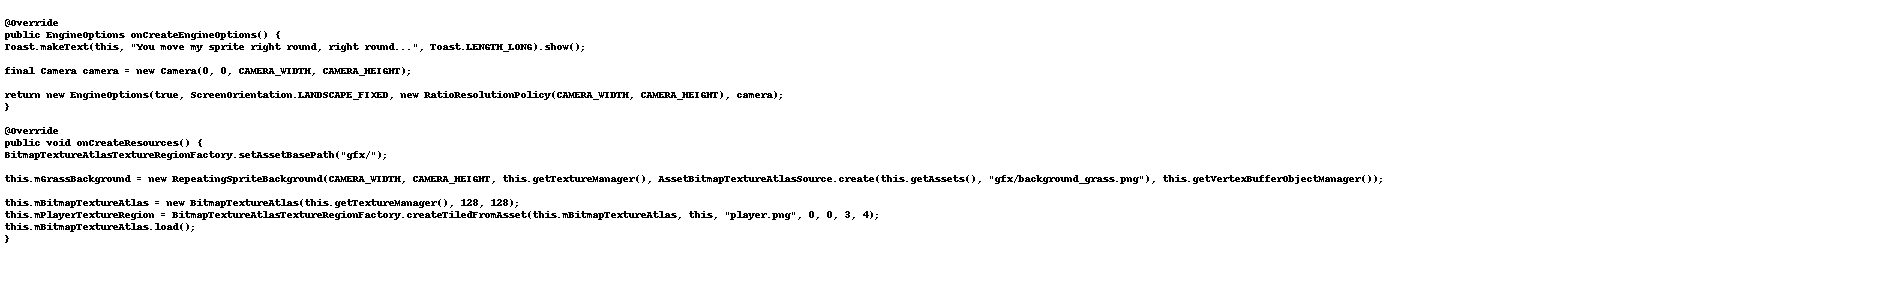 @Override
public EngineOptions onCreateEngineOptions() {
Toast.makeText(this, "You move my sprite right round, right round...", Toast.LENGTH_LONG).show();
final Camera camera = new Camera(0, 0, CAMERA_WIDTH, CAMERA_HEIGHT);
return new EngineOptions(true, ScreenOrientation.LANDSCAPE_FIXED, new RatioResolutionPolicy(CAMERA_WIDTH, CAMERA_HEIGHT), camera);
}
@Override
public void onCreateResources() {
BitmapTextureAtlasTextureRegionFactory.setAssetBasePath("gfx/");
this.mGrassBackground = new RepeatingSpriteBackground(CAMERA_WIDTH, CAMERA_HEIGHT, this.getTextureManager(), AssetBitmapTextureAtlasSource.create(this.getAssets(), "gfx/background_grass.png"), this.getVertexBufferObjectManager());
this.mBitmapTextureAtlas = new BitmapTextureAtlas(this.getTextureManager(), 128, 128);
this.mPlayerTextureRegion = BitmapTextureAtlasTextureRegionFactory.createTiledFromAsset(this.mBitmapTextureAtlas, this, "player.png", 0, 0, 3, 4);
this.mBitmapTextureAtlas.load();
}